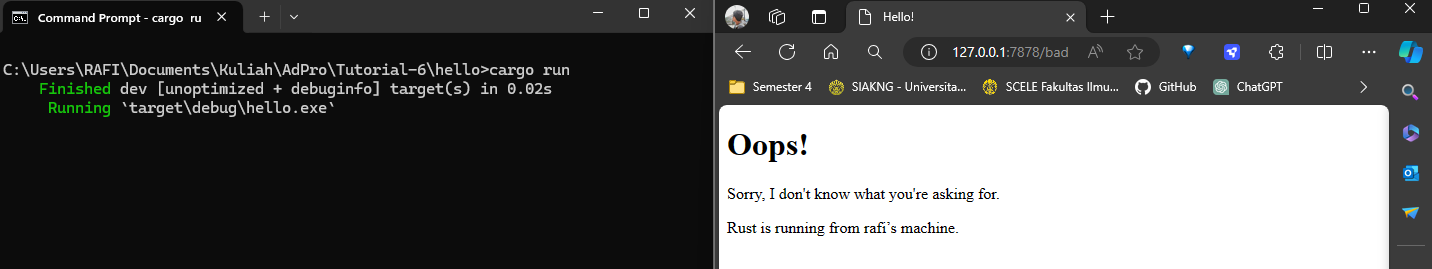 Command Prompt - cargo  ru
C:\Users\RAFI\Documents\Kuliah\AdPro\Tutorial-6\hello>cargo run
    Finished dev [unoptimized + debuginfo] target(s) in 0.02s
     Running `target\debug\hello.exe`
Hello!
127.0.0.1:7878/bad
Semester 4
SIAKNG - Universita...
SCELE Fakultas Ilmu...
GitHub
ChatGPT
Oops!
Sorry, I don't know what you're asking for.
Rust is running from rafi’s machine.